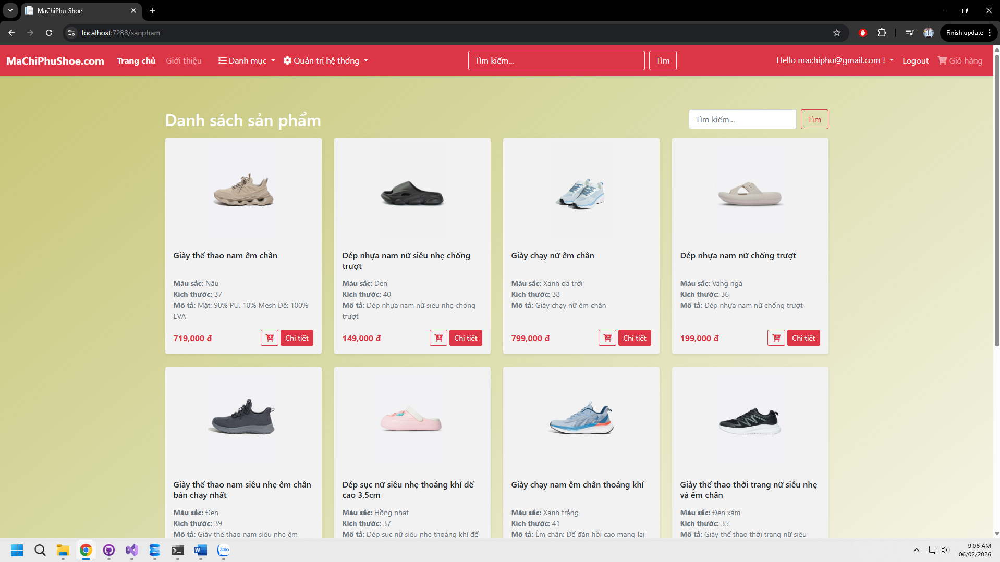 MaChiPhu-Shoe
localhost:7288/sanpham
Finish update
MaChiPhuShoe.com Trang chủ Giới thiệu Danh mục Quản trị hệ thống Tìm kiếm... Tìm Hello machiphu@gmail.com ! Logout Giỏ hàng
Danh sách sản phẩm
Tìm kiếm... Tìm
Giày thể thao nam êm chân
Màu sắc: Nâu
Kích thước: 37
Mô tả: Mặt: 90% PU, 10% Mesh Đế: 100%
EVA
719,000 đ Chi tiết
Dép nhựa nam nữ siêu nhẹ chống
trượt
Màu sắc: Đen
Kích thước: 40
Mô tả: Dép nhựa nam nữ siêu nhẹ chống
trượt
149,000 đ Chi tiết
Giày chạy nữ êm chân
Màu sắc: Xanh da trời
Kích thước: 38
Mô tả: Giày chạy nữ êm chân
799,000 đ Chi tiết
Dép nhựa nam nữ chống trượt
Màu sắc: Vàng ngà
Kích thước: 36
Mô tả: Dép nhựa nam nữ chống trượt
199,000 đ Chi tiết
Giày thể thao nam siêu nhẹ êm chân
bán chạy nhất
Màu sắc: Đen
Kích thước: 39
Mô tả: Giày thể thao nam siêu nhẹ êm
Dép sục nữ siêu nhẹ thoáng khí đế
cao 3.5cm
Màu sắc: Hồng nhạt
Kích thước: 37
Mô tả: Dép sục nữ siêu nhẹ thoáng khí đế
Giày chạy nam êm chân thoáng khí
Màu sắc: Xanh trắng
Kích thước: 41
Mô tả: Êm chân: Đế đàn hồi cao mang lại
Giày thể thao thời trang nữ siêu nhẹ
và êm chân
Màu sắc: Đen xám
Kích thước: 35
Mô tả: Giày thể thao thời trang nữ siêu
Zalo
9:08 AM
06/02/2026